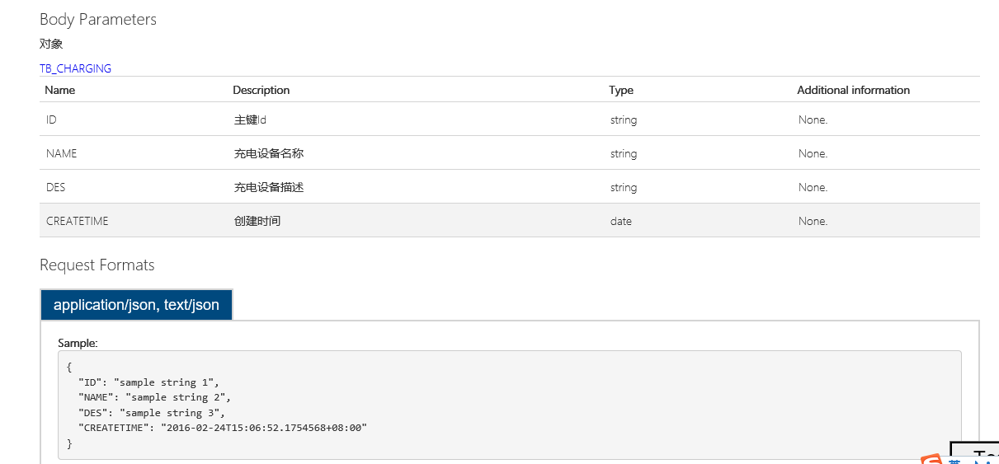 Body Parameters
对象
TB_CHARGING
Name Description Type Additional information
ID 主键Id string None.
NAME 充电设备名称 string None.
DES 充电设备描述 string None.
CREATETIME 创建时间 date None.
Request Formats
application/json, text/json
Sample:
{
"ID": "sample string 1",
"NAME": "sample string 2",
"DES": "sample string 3",
"CREATETIME": "2016-02-24T15:06:52.1754568+08:00"
}